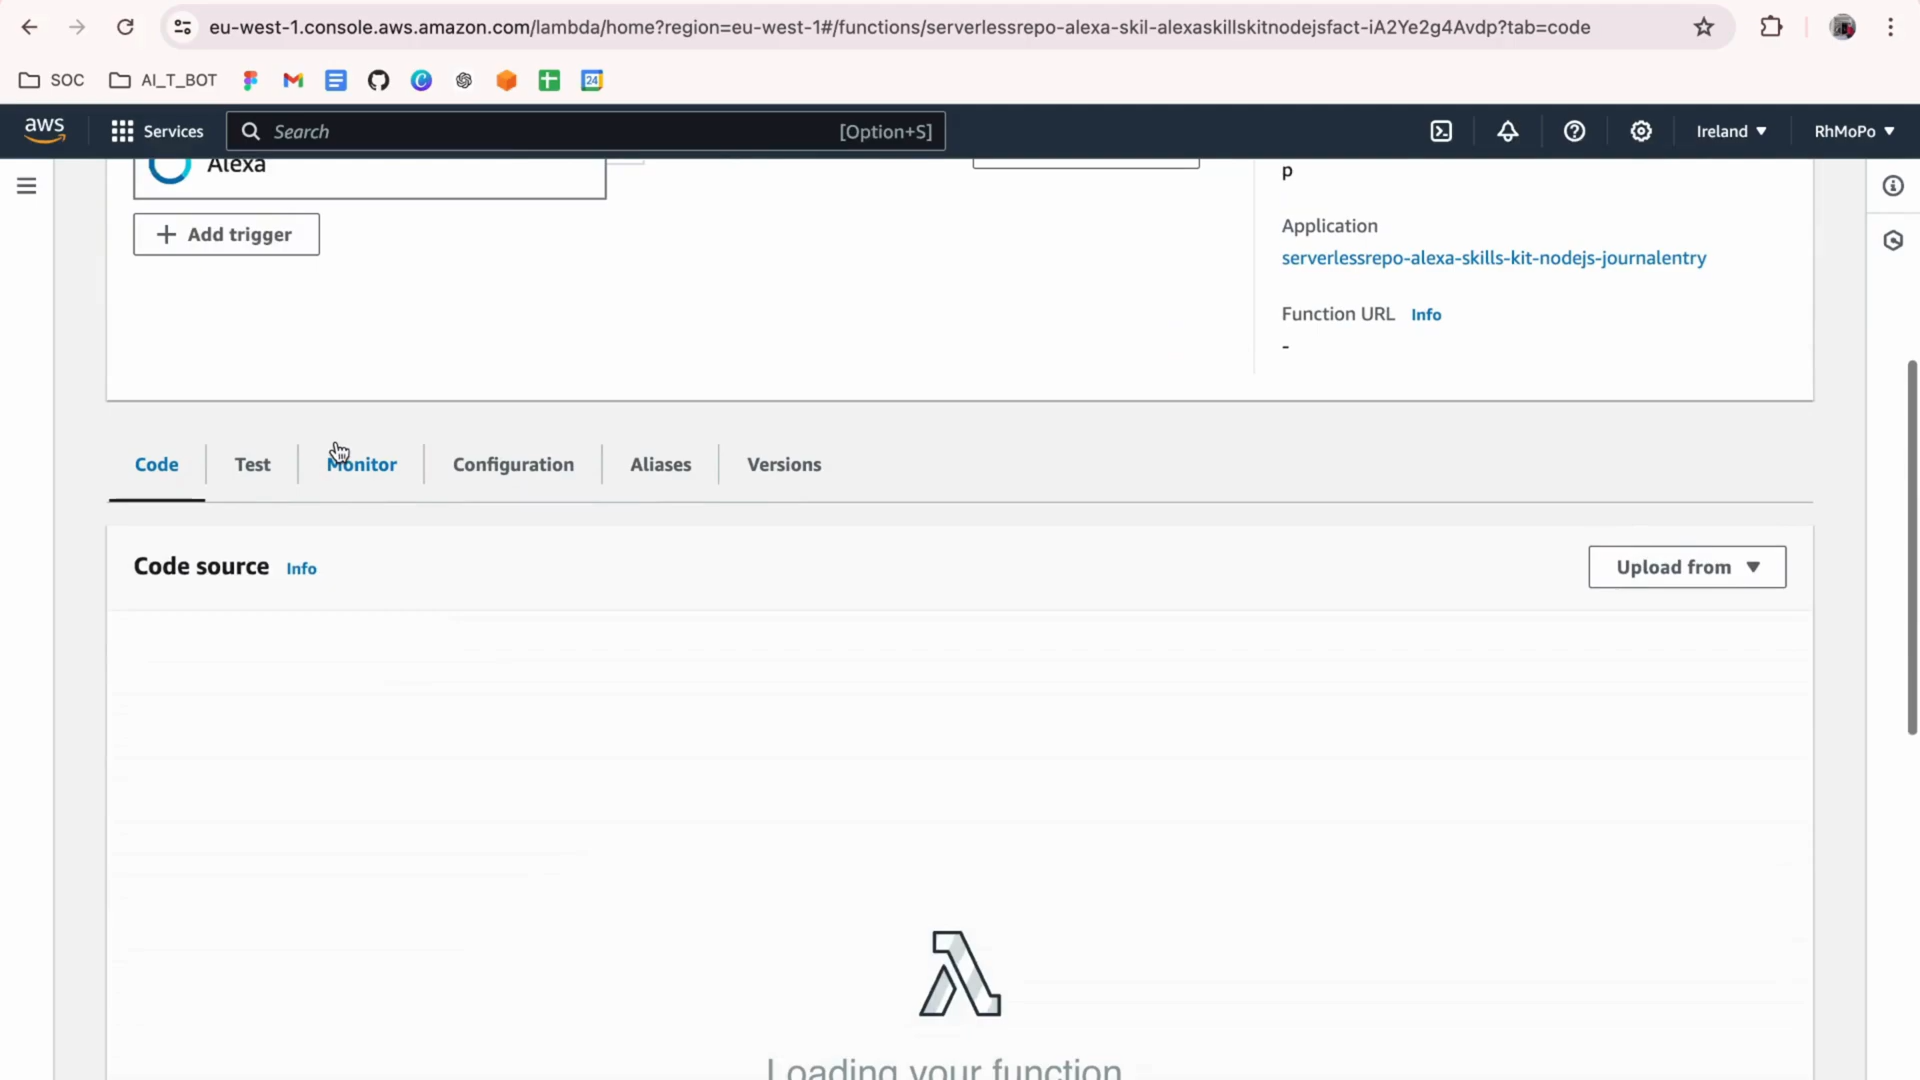 eu-west-1.console.aws.amazon.com/lambda/home?region=eu-west-1#/functions/serverlessrepo-alexa-skil-alexaskillskitnodejsfact-iA2Ye2g4Avdp?tab=code
SOC AI_T_BOT 24
aws Services Search [Option+S] Ireland RhMoPo
Alexa
p
Add trigger
Application
serverlessrepo-alexa-skills-kit-nodejs-journalentry
Function URL Info
-
Code Test Monitor Configuration Aliases Versions
Code source Info Upload from
Loading your function